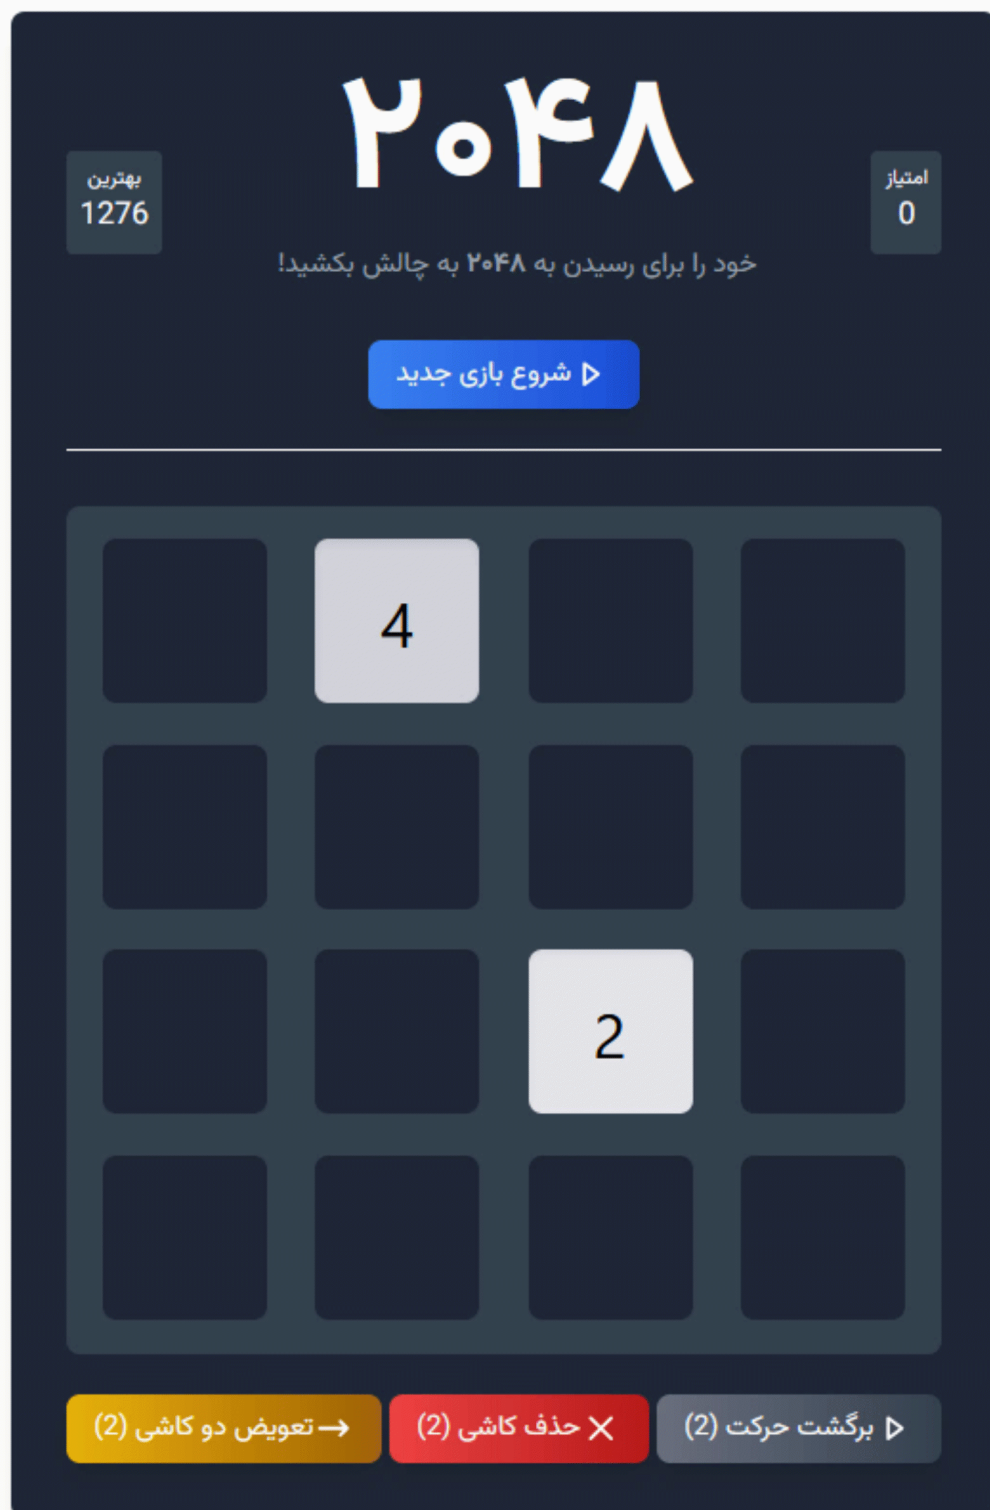 ۲۰۴۸
امتیاز
0
بهترین
1276
خود را برای رسیدن به ۲۰۴۸ به چالش بکشید!
شروع بازی جدید
4
2
برگشت حرکت (2)
حذف کاشی (2)
تعویض دو کاشی (2)